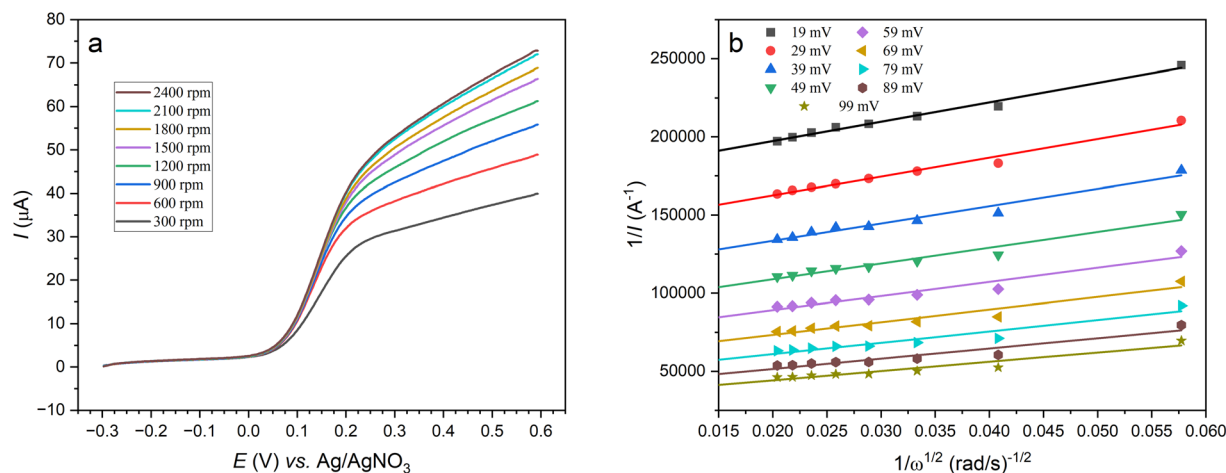 a
80
70
60
50
40
30
20
10
0
−10
I (μA)
2400 rpm
2100 rpm
1800 rpm
1500 rpm
1200 rpm
900 rpm
600 rpm
300 rpm
−0.3 −0.2 −0.1 0.0 0.1 0.2 0.3 0.4 0.5 0.6
E (V) vs. Ag/AgNO3
b
250000
200000
150000
100000
50000
1/I (A-1)
19 mV 59 mV
29 mV 69 mV
39 mV 79 mV
49 mV 89 mV
99 mV
0.015 0.020 0.025 0.030 0.035 0.040 0.045 0.050 0.055 0.060
1/ω1/2 (rad/s)-1/2